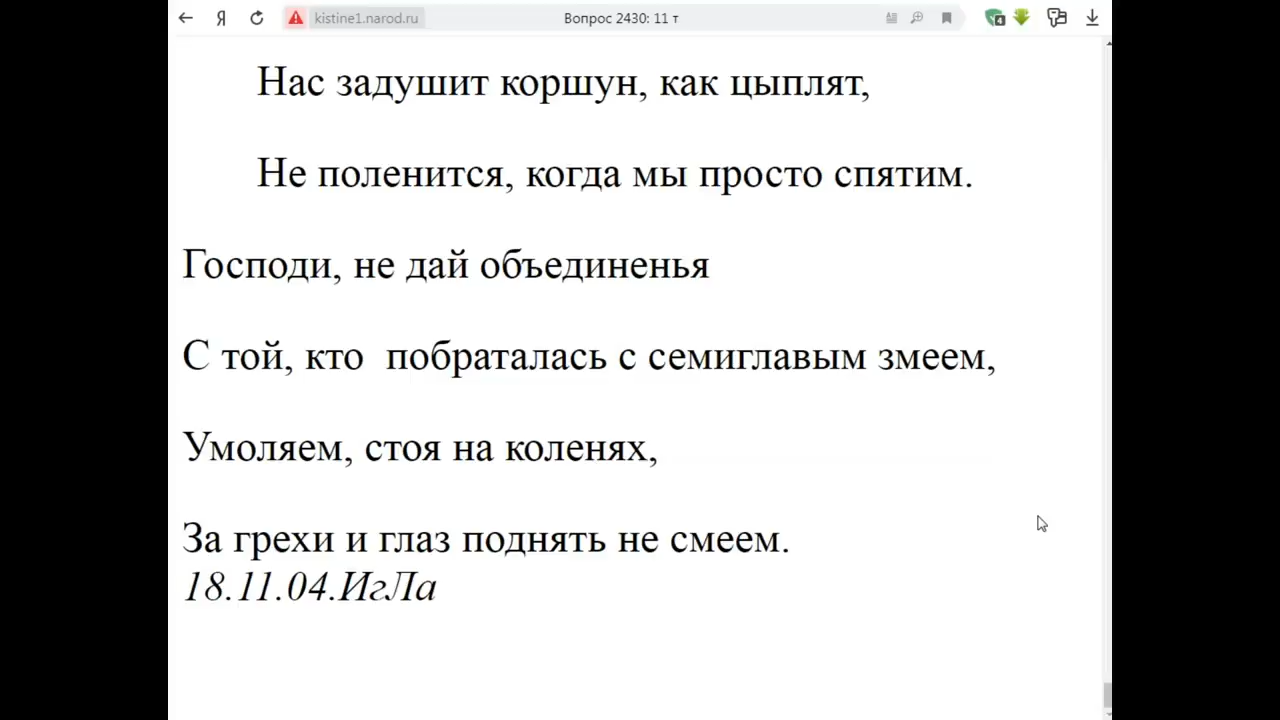 Я kistine1.narod.ru Вопрос 2430: 11 т 4
Нас задушит коршун, как цыплят,
Не поленится, когда мы просто спятим.
Господи, не дай объединенья
С той, кто побраталась с семиглавым змеем,
Умоляем, стоя на коленях,
За грехи и глаз поднять не смеем.
18.11.04.ИгЛа